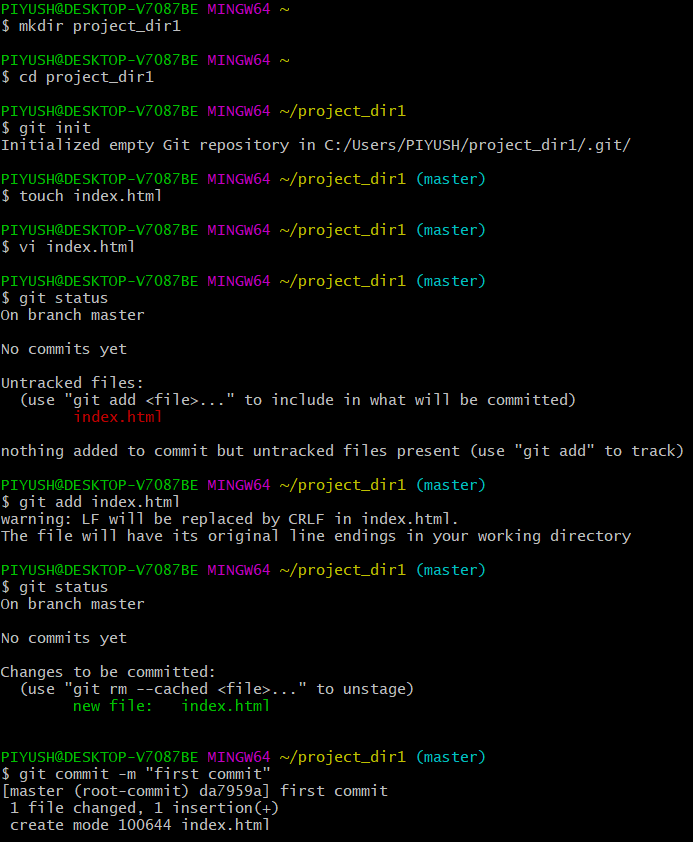 PIYUSH@DESKTOP-V7087BE MINGW64 ~
$ mkdir project_dir1
PIYUSH@DESKTOP-V7087BE MINGW64 ~
$ cd project_dir1
PIYUSH@DESKTOP-V7087BE MINGW64 ~/project_dir1
$ git init
Initialized empty Git repository in C:/Users/PIYUSH/project_dir1/.git/
PIYUSH@DESKTOP-V7087BE MINGW64 ~/project_dir1 (master)
$ touch index.html
PIYUSH@DESKTOP-V7087BE MINGW64 ~/project_dir1 (master)
$ vi index.html
PIYUSH@DESKTOP-V7087BE MINGW64 ~/project_dir1 (master)
$ git status
On branch master
No commits yet
Untracked files:
  (use "git add <file>..." to include in what will be committed)
        index.html
nothing added to commit but untracked files present (use "git add" to track)
PIYUSH@DESKTOP-V7087BE MINGW64 ~/project_dir1 (master)
$ git add index.html
warning: LF will be replaced by CRLF in index.html.
The file will have its original line endings in your working directory
PIYUSH@DESKTOP-V7087BE MINGW64 ~/project_dir1 (master)
$ git status
On branch master
No commits yet
Changes to be committed:
  (use "git rm --cached <file>..." to unstage)
        new file:   index.html
PIYUSH@DESKTOP-V7087BE MINGW64 ~/project_dir1 (master)
$ git commit -m "first commit"
[master (root-commit) da7959a] first commit
 1 file changed, 1 insertion(+)
 create mode 100644 index.html